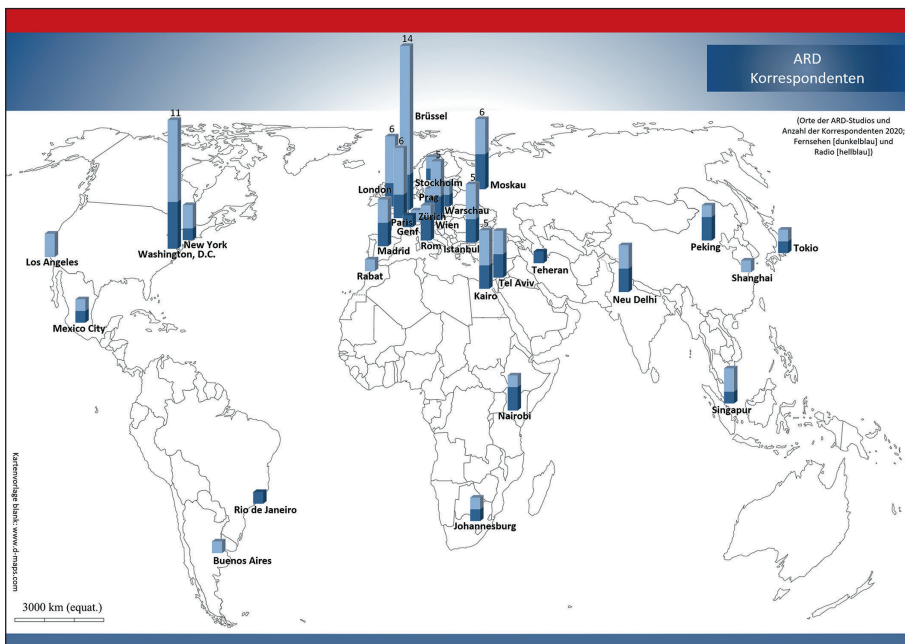 ARD
Korrespondenten
(Orte der ARD-Studios und
Anzahl der Korrespondenten 2020;
Fernsehen [dunkelblau] und
Radio [hellblau])
14
Brüssel
11
6
6
6
5
5
5
London
Stockholm
Moskau
Prag
Warschau
Paris
Zürich
Genf
Wien
New York
Washington, D.C.
Madrid
Rom
Istanbul
Los Angeles
Rabat
Kairo
Tel Aviv
Teheran
Peking
Tokio
Shanghai
Neu Delhi
Mexico City
Singapur
Nairobi
Rio de Janeiro
Johannesburg
Buenos Aires
Kartenvorlage blank: www.d-maps.com
3000 km (equat.)